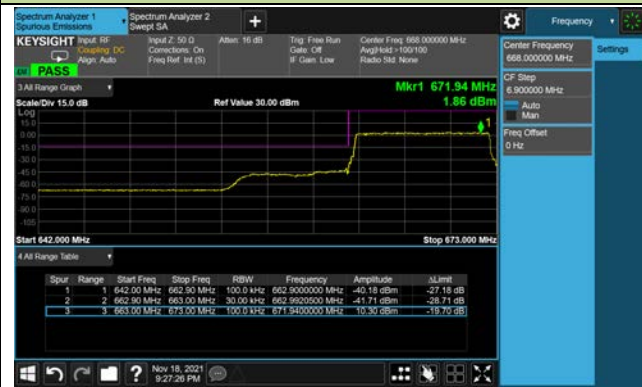 Spectrum Analyzer 1
Spurious Emissions
Spectrum Analyzer 2
Swept SA
+
Frequency
KEYSIGHT
Input: RF
Coupling: DC
Align: Auto
Input Z: 50 Ω
Corrections: On
Freq Ref: Int (S)
Atten: 16 dB
Trig: Free Run
Gate: Off
IF Gain: Low
Center Freq: 668.000000 MHz
Avg|Hold:>100/100
Radio Std: None
PASS
Center Frequency
668.000000 MHz
Settings
CF Step
6.900000 MHz
Auto
Man
Freq Offset
0 Hz
3 All Range Graph
Scale/Div 15.0 dB
Ref Value 30.00 dBm
Mkr1 671.94 MHz
1.86 dBm
Log
15.0
0.00
-15.0
-30.0
-45.0
-60.0
-75.0
-90.0
-105
1
Start 642.000 MHz
Stop 673.000 MHz
4 All Range Table
Spur Range Start Freq Stop Freq RBW Frequency Amplitude ΔLimit
1 1 642.00 MHz 662.90 MHz 100.0 kHz 662.9000000 MHz -40.18 dBm -27.18 dB
2 2 662.90 MHz 663.00 MHz 30.00 kHz 662.9920500 MHz -41.71 dBm -28.71 dB
3 3 663.00 MHz 673.00 MHz 100.0 kHz 671.9400000 MHz 10.30 dBm -19.70 dB
?
Nov 18, 2021
9:27:26 PM